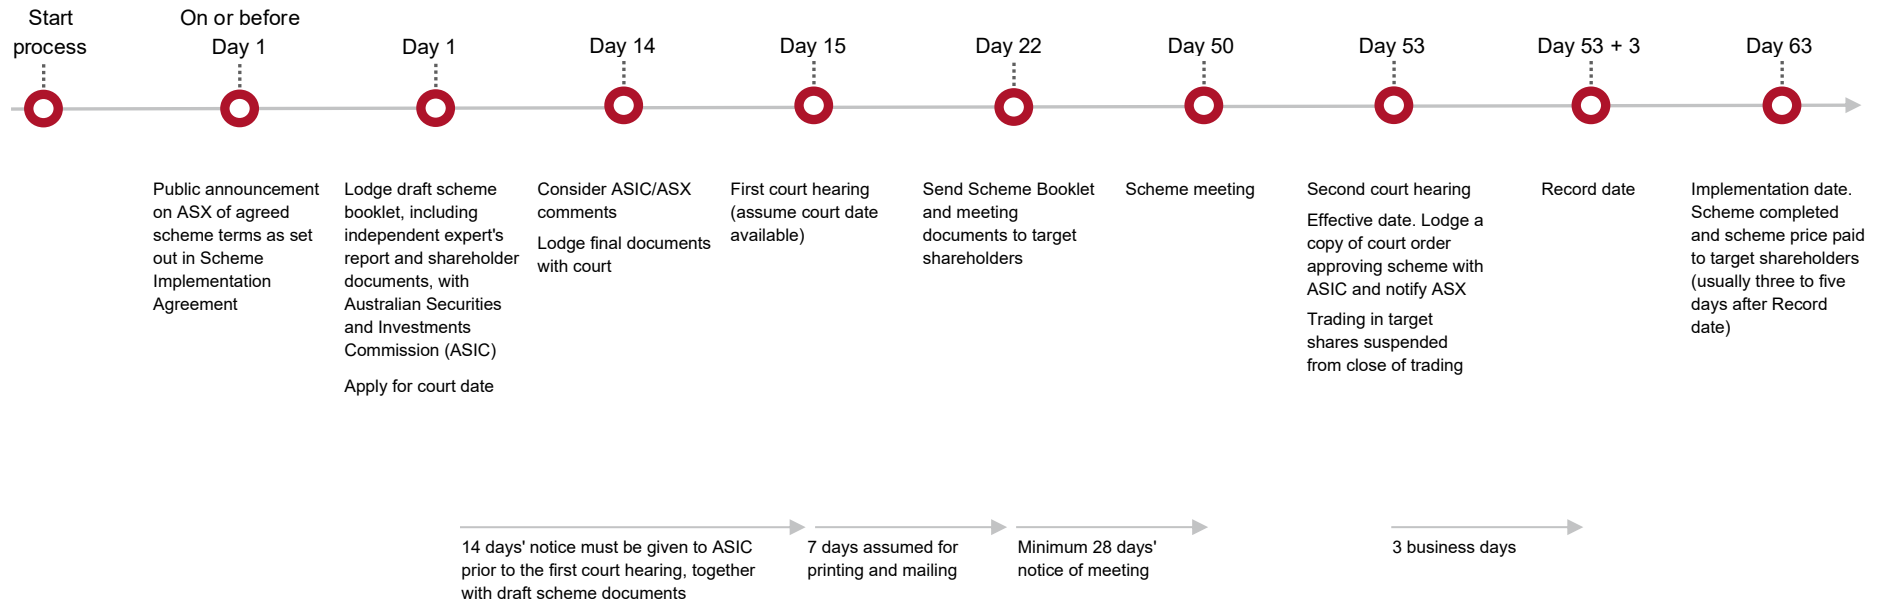 Start
process
On or before
Day 1
Day 1
Day 14
Day 15
Day 22
Day 50
Day 53
Day 53 + 3
Day 63
Public announcement
on ASX of agreed
scheme terms as set
out in Scheme
Implementation
Agreement
Lodge draft scheme
booklet, including
independent expert's
report and shareholder
documents, with
Australian Securities
and Investments
Commission (ASIC)
Apply for court date
Consider ASIC/ASX
comments
Lodge final documents
with court
First court hearing
(assume court date
available)
Send Scheme Booklet
and meeting
documents to target
shareholders
Scheme meeting
Second court hearing
Effective date. Lodge a
copy of court order
approving scheme with
ASIC and notify ASX
Trading in target
shares suspended
from close of trading
Record date
Implementation date.
Scheme completed
and scheme price paid
to target shareholders
(usually three to five
days after Record
date)
14 days' notice must be given to ASIC
prior to the first court hearing, together
with draft scheme documents
7 days assumed for
printing and mailing
Minimum 28 days'
notice of meeting
3 business days